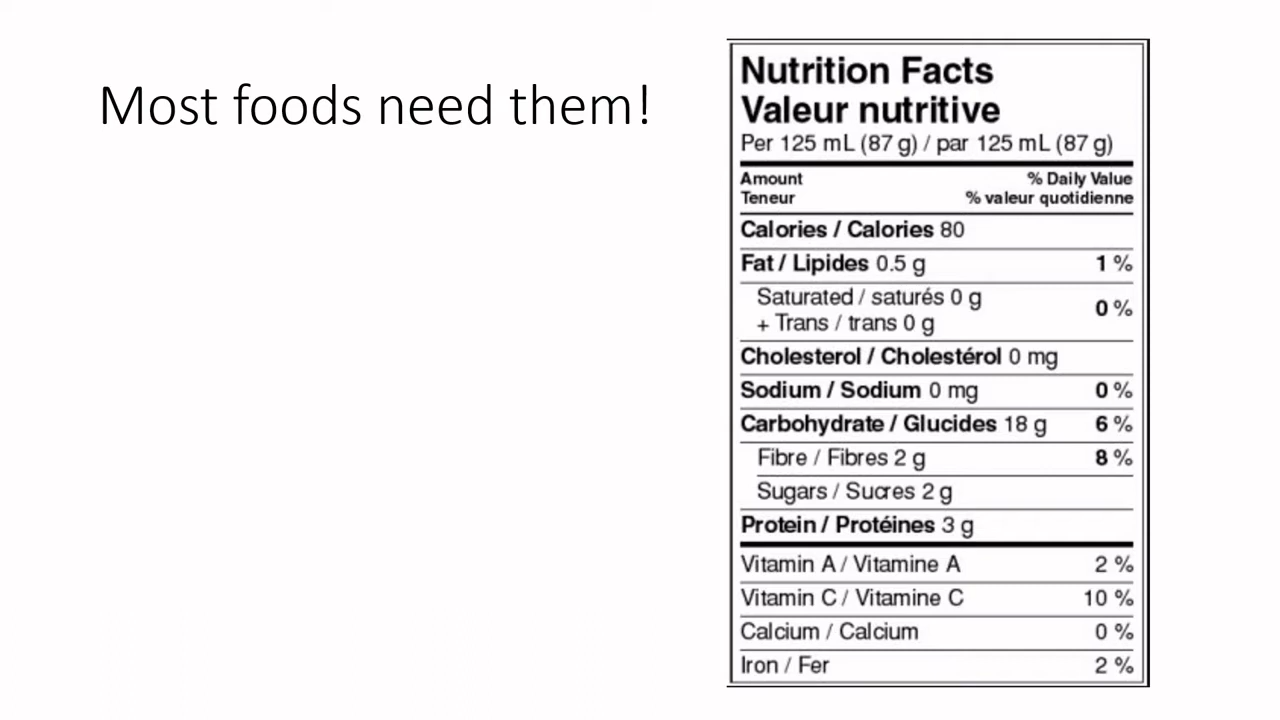 Most foods need them!
Nutrition Facts
Valeur nutritive
Per 125 mL (87 g) / par 125 mL (87 g)
Amount % Daily Value
Teneur % valeur quotidienne
Calories / Calories 80
Fat / Lipides 0.5 g 1 %
Saturated / saturés 0 g
+ Trans / trans 0 g 0 %
Cholesterol / Cholestérol 0 mg
Sodium / Sodium 0 mg 0 %
Carbohydrate / Glucides 18 g 6 %
Fibre / Fibres 2 g 8 %
Sugars / Sucres 2 g
Protein / Protéines 3 g
Vitamin A / Vitamine A 2 %
Vitamin C / Vitamine C 10 %
Calcium / Calcium 0 %
Iron / Fer 2 %